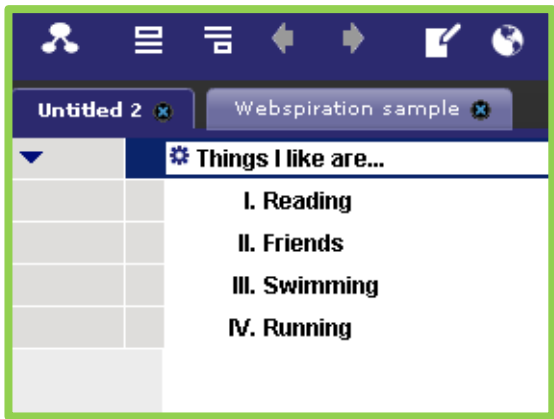 Untitled 2 Webspiration sample
Things I like are...
I. Reading
II. Friends
III. Swimming
IV. Running